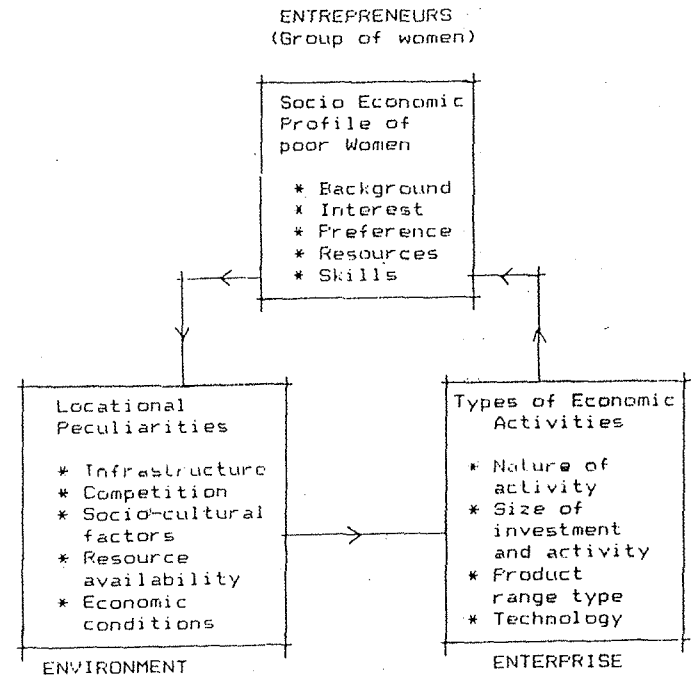 ENTREPRENEURS
(Group of women)
Socio Economic
Profile of
poor Women
* Background
* Interest
* Preference
* Resources
* Skills
Locational
Peculiarities
* Infrastructure
* Competition
* Socio-cultural
factors
* Resource
availability
* Economic
conditions
ENVIRONMENT
Types of Economic
Activities
* Nature of
activity
* Size of
investment
and activity
* Product
range type
* Technology
ENTERPRISE